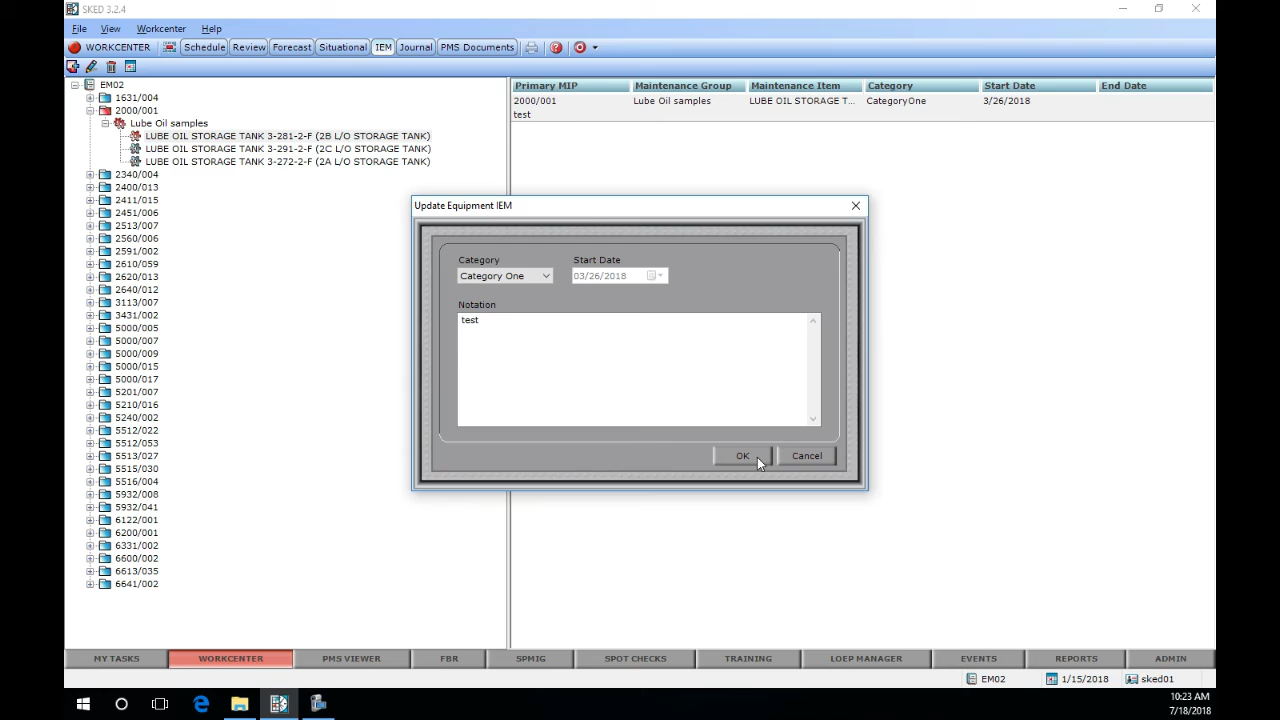 SKED 3.2.4
File View Workcenter Help
WORKCENTER Schedule Review Forecast Situational IEM Journal PMS Documents
EM02
1631/004
2000/001
Lube Oil samples
LUBE OIL STORAGE TANK 3-281-2-F (2B L/O STORAGE TANK)
LUBE OIL STORAGE TANK 3-291-2-F (2C L/O STORAGE TANK)
LUBE OIL STORAGE TANK 3-272-2-F (2A L/O STORAGE TANK)
2340/004
2400/013
2411/015
2451/006
2513/007
2560/006
2591/002
2610/059
2620/013
2640/012
3113/007
3431/002
5000/005
5000/007
5000/009
5000/015
5000/017
5201/007
5210/016
5240/002
5512/022
5512/053
5513/027
5515/030
5516/004
5932/008
5932/041
6122/001
6200/001
6331/002
6600/002
6613/035
6641/002
Primary MIP Maintenance Group Maintenance Item Category Start Date End Date
2000/001 Lube Oil samples LUBE OIL STORAGE T... CategoryOne 3/26/2018
test
Update Equipment IEM
Category Start Date
Category One 03/26/2018
Notation
test
OK Cancel
MY TASKS WORKCENTER PMS VIEWER FBR SPMIG SPOT CHECKS TRAINING LOEP MANAGER EVENTS REPORTS ADMIN
EM02 1/15/2018 sked01
10:23 AM
7/18/2018